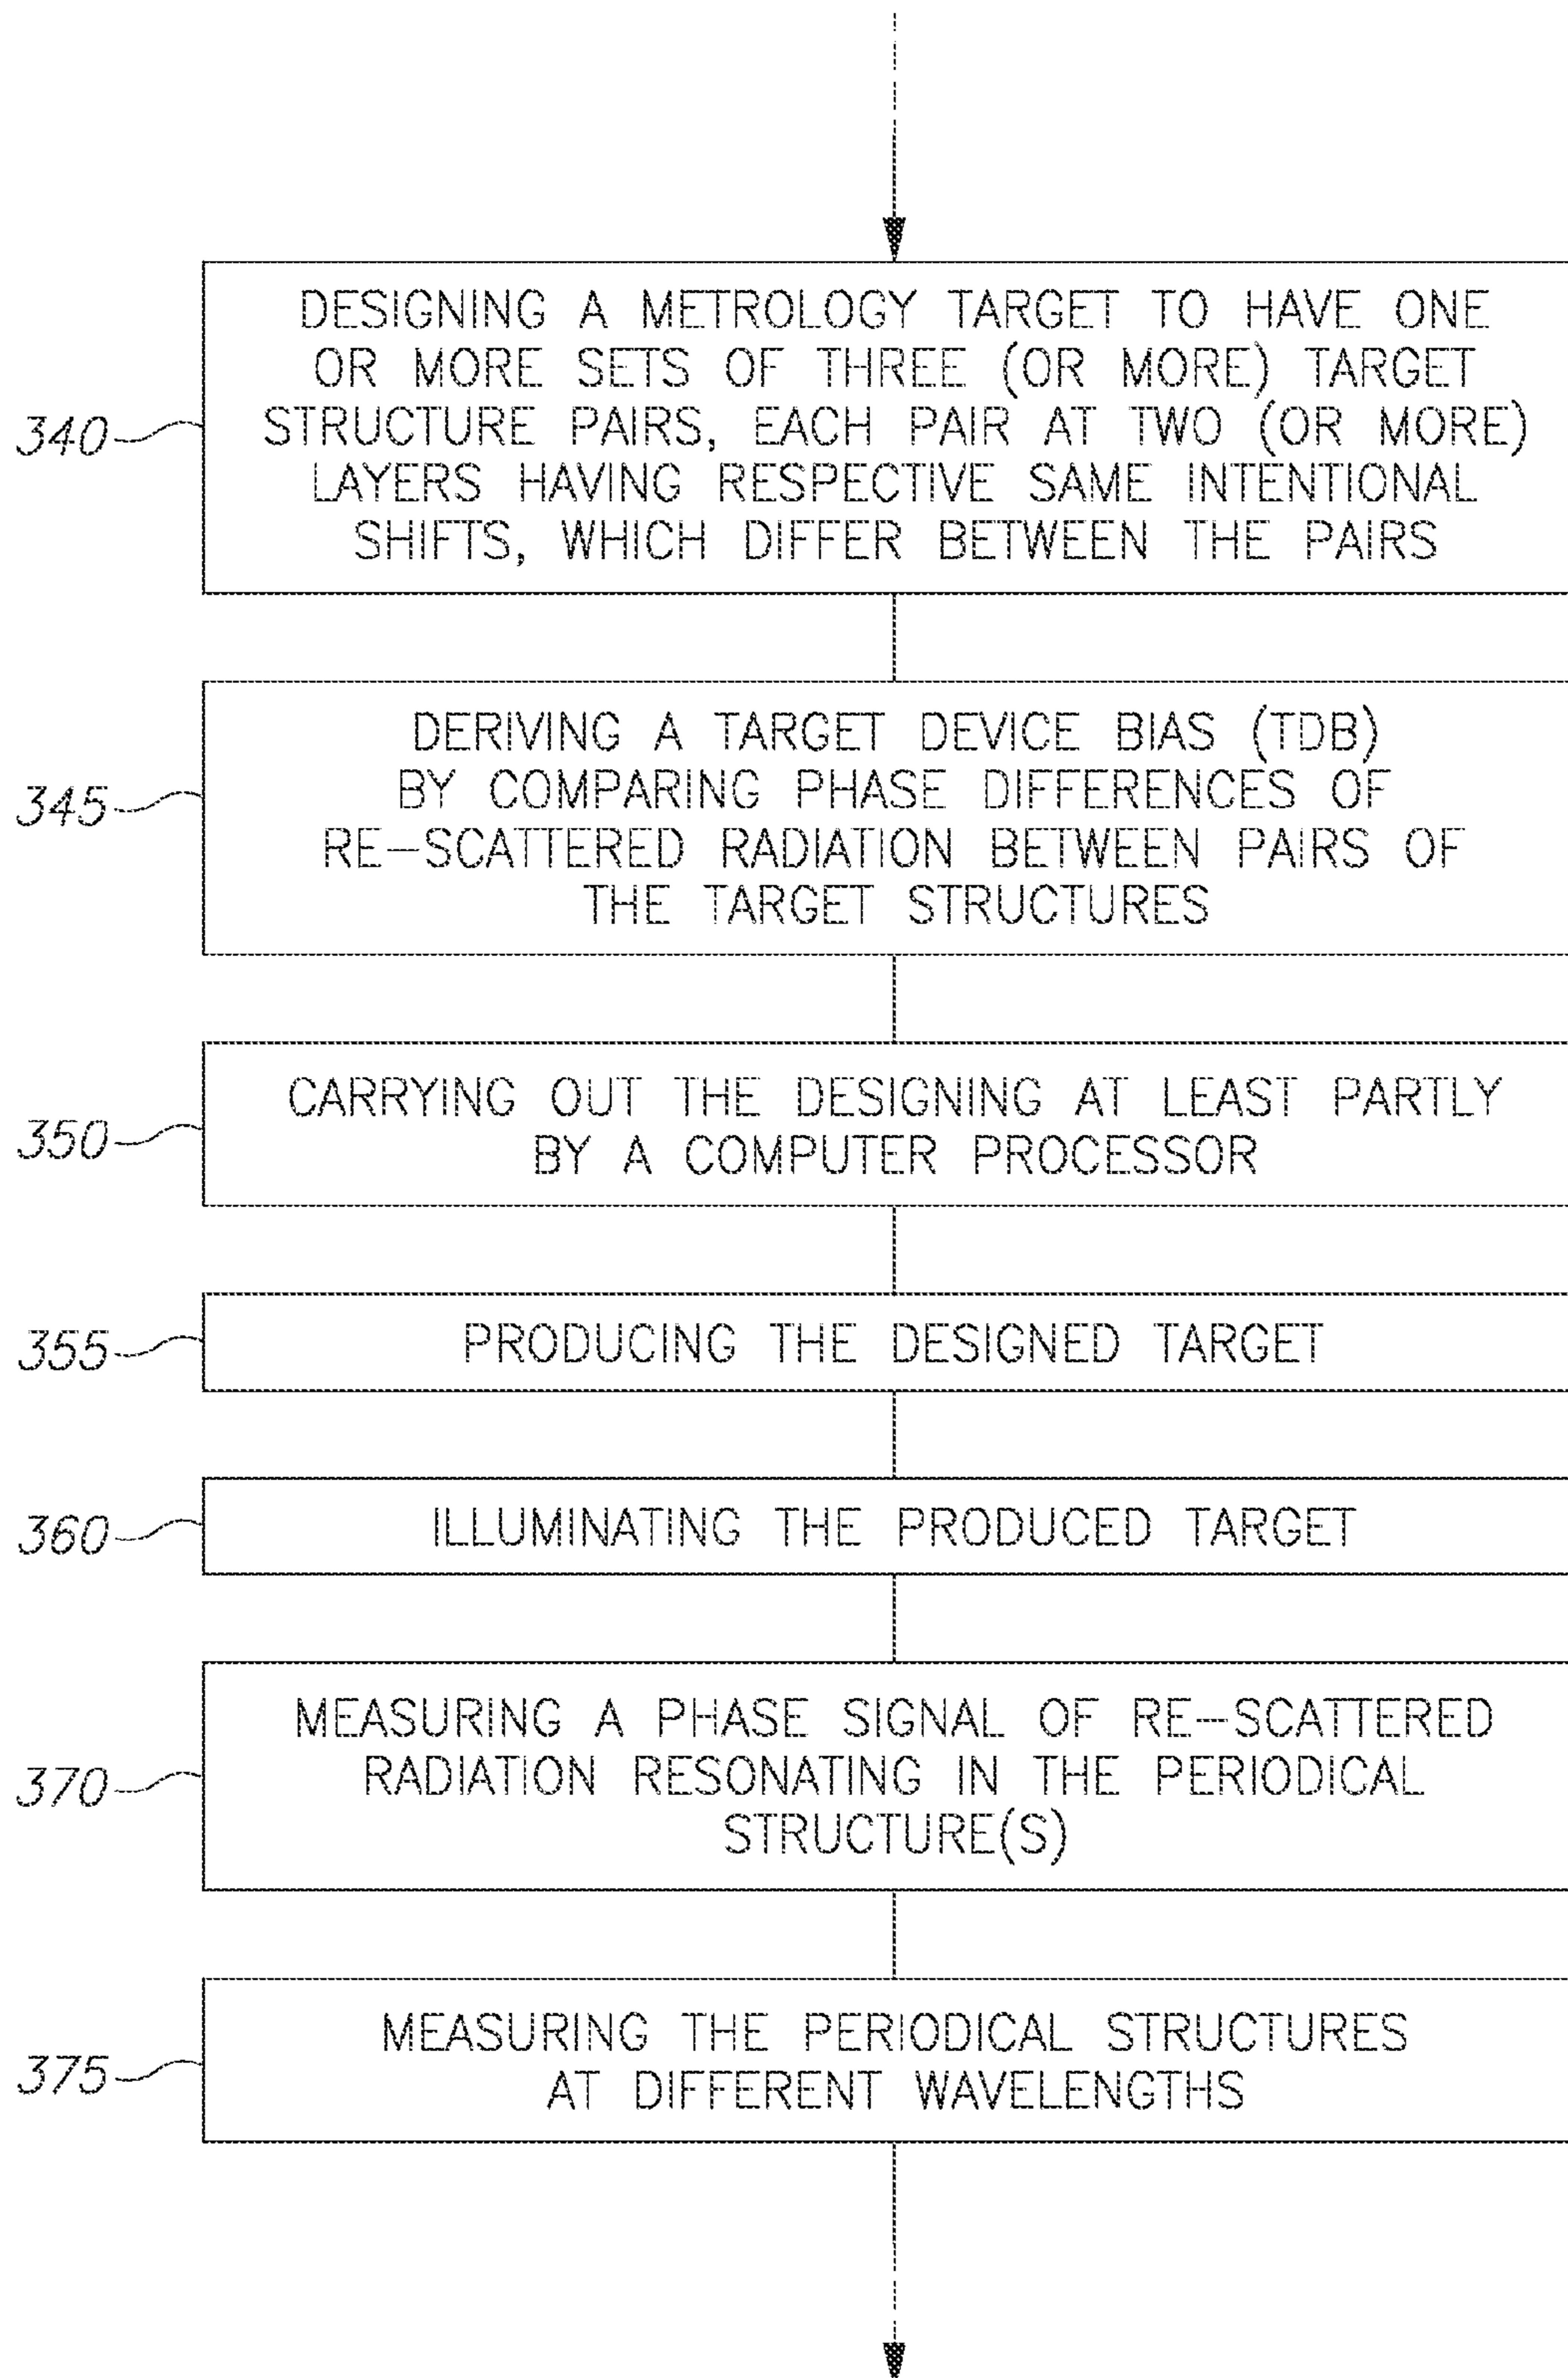 DESIGNING A METROLOGY TARGET TO HAVE ONE
OR MORE SETS OF THREE (OR MORE) TARGET
340
STRUCTURE PAIRS, EACH PAIR AT TWO (OR MORE)
LAYERS HAVING RESPECTIVE SAME INTENTIONAL
SHIFTS, WHICH DIFFER BETWEEN THE PAIRS
DERIVING A TARGET DEVICE BIAS (TDB)
345
BY COMPARING PHASE DIFFERENCES OF
RE-SCATTERED RADIATION BETWEEN PAIRS OF
THE TARGET STRUCTURES
350
CARRYING OUT THE DESIGNING AT LEAST PARTLY
BY A COMPUTER PROCESSOR
355
PRODUCING THE DESIGNED TARGET
360
ILLUMINATING THE PRODUCED TARGET
MEASURING A PHASE SIGNAL OF RE-SCATTERED
370
RADIATION RESONATING IN THE PERIODICAL
STRUCTURE(S)
375
MEASURING THE PERIODICAL STRUCTURES
AT DIFFERENT WAVELENGTHS